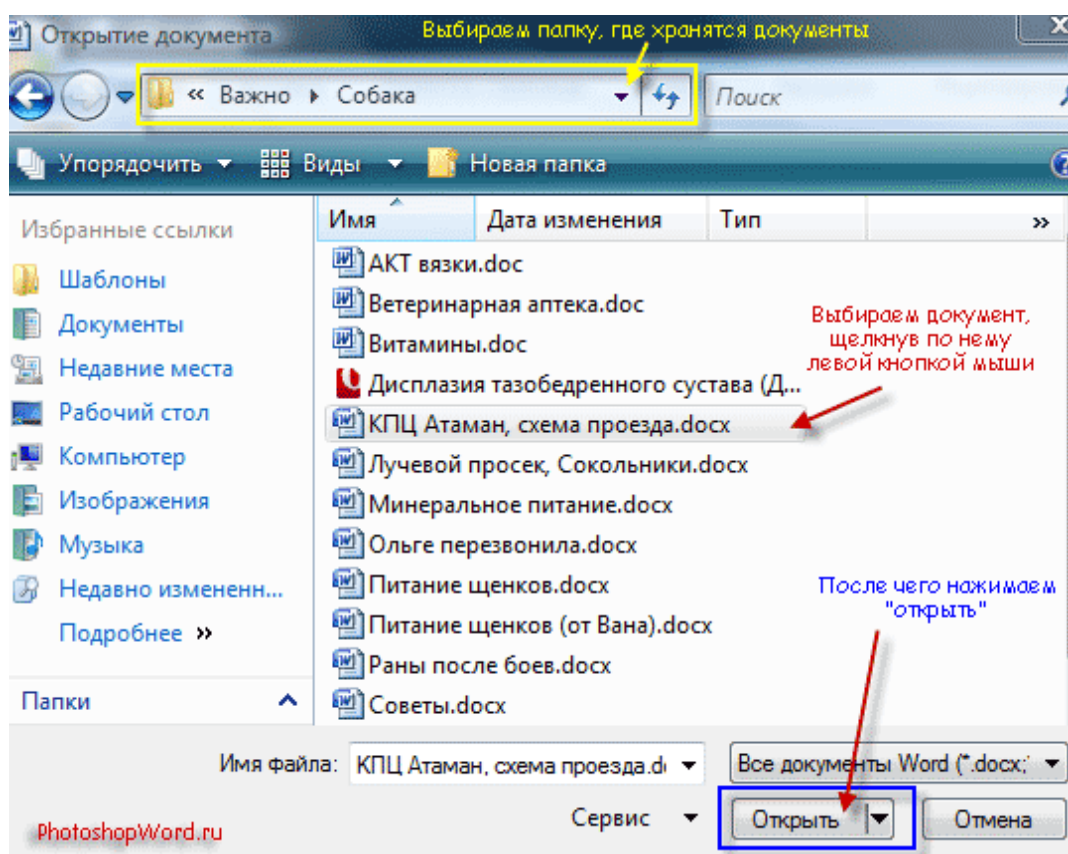 Открытие документа
Выбираем папку, где хранятся документы
« Важно Собака
Поиск
Упорядочить Виды Новая папка
Избранные ссылки
Шаблоны
Документы
Недавние места
Рабочий стол
Компьютер
Изображения
Музыка
Недавно измененн...
Подробнее »
Папки
Имя Дата изменения Тип »
АКТ вязки.doc
Ветеринарная аптека.doc
Витамины.doc
Дисплазия тазобедренного сустава (Д...
КПЦ Атаман, схема проезда.docx
Лучевой просек, Сокольники.docx
Минеральное питание.docx
Ольге перезвонила.docx
Питание щенков.docx
Питание щенков (от Вана).docx
Раны после боев.docx
Советы.docx
Выбираем документ,
щелкнув по нему
левой кнопкой мыши
После чего нажимаем
"открыть"
Имя файла: КПЦ Атаман, схема проезда.d
Все документы Word (*.docx;
Сервис
Открыть
Отмена
PhotoshopWord.ru